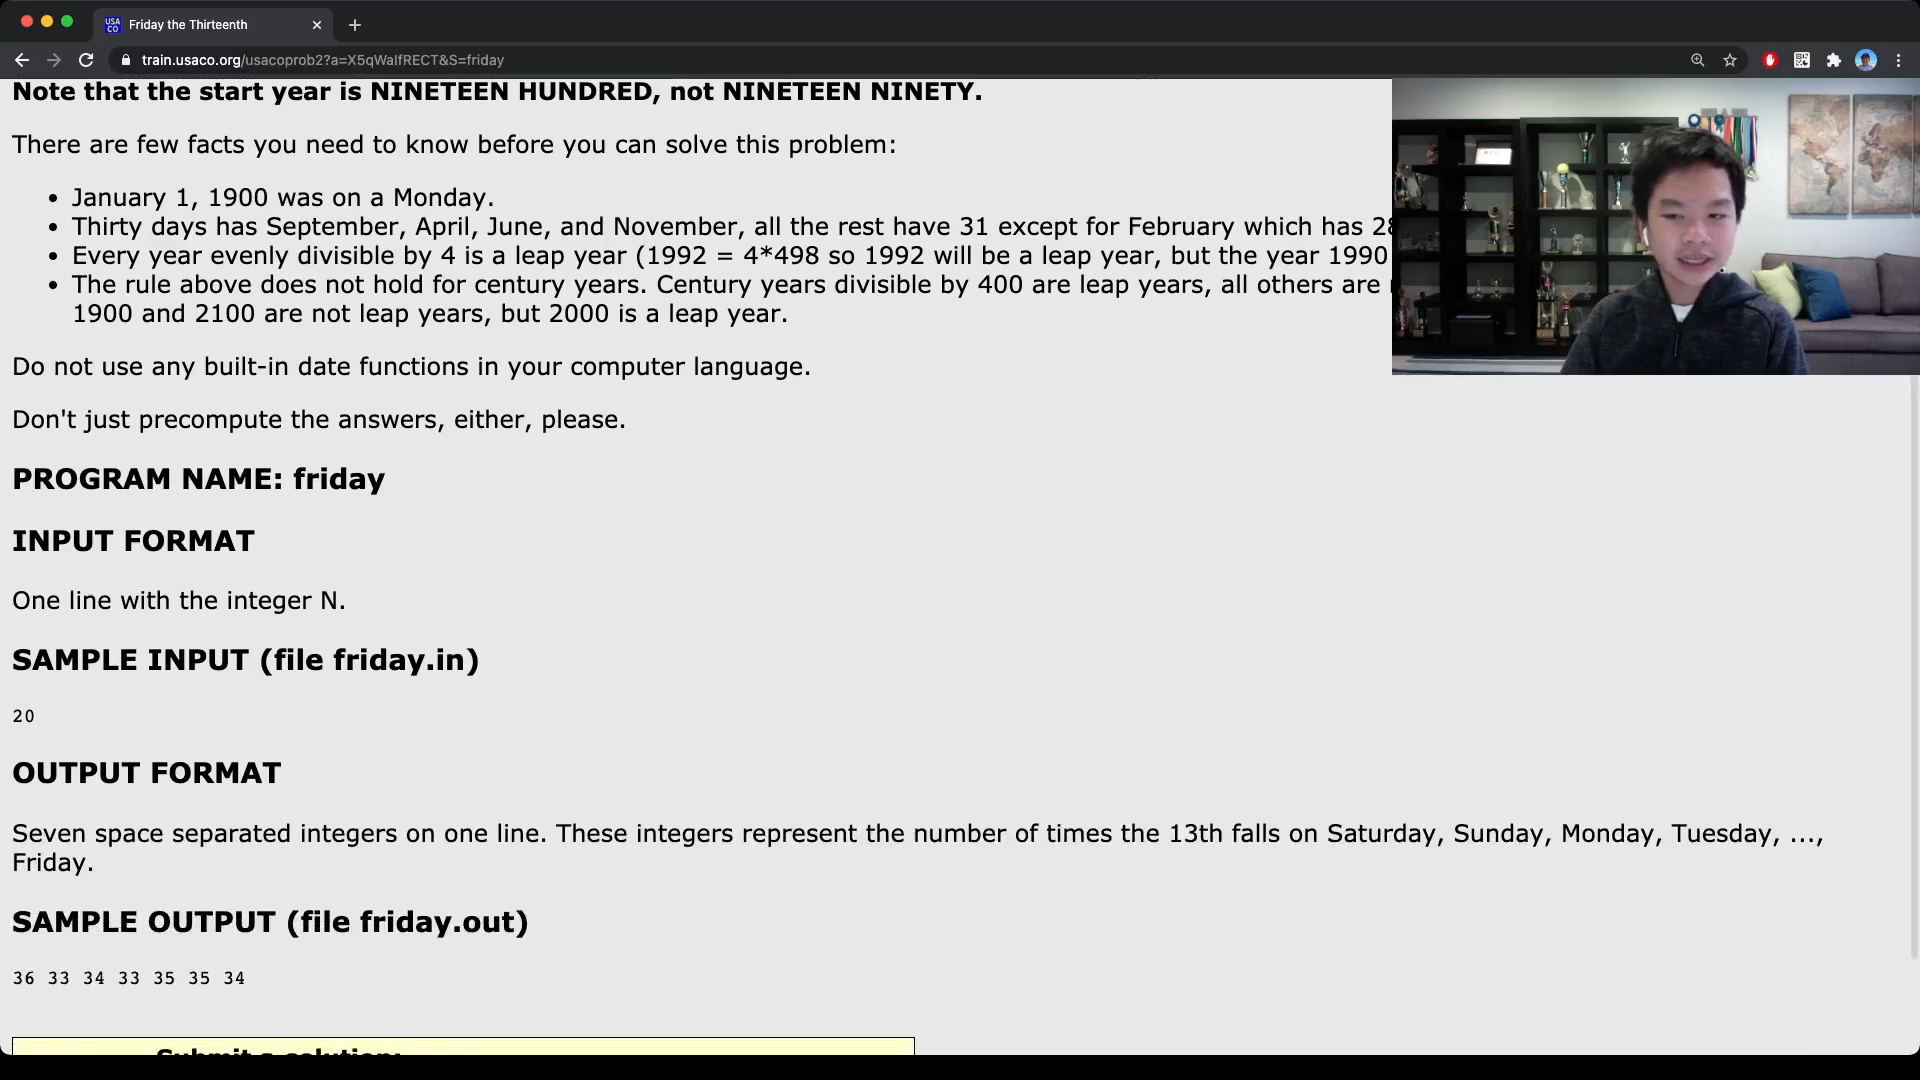 USA CO
Friday the Thirteenth
train.usaco.org/usacoprob2?a=X5qWalfRECT&S=friday
Note that the start year is NINETEEN HUNDRED, not NINETEEN NINETY.
There are few facts you need to know before you can solve this problem:
• January 1, 1900 was on a Monday.
• Thirty days has September, April, June, and November, all the rest have 31 except for February which has 28
• Every year evenly divisible by 4 is a leap year (1992 = 4*498 so 1992 will be a leap year, but the year 1990
• The rule above does not hold for century years. Century years divisible by 400 are leap years, all others are
1900 and 2100 are not leap years, but 2000 is a leap year.
Do not use any built-in date functions in your computer language.
Don't just precompute the answers, either, please.
PROGRAM NAME: friday
INPUT FORMAT
One line with the integer N.
SAMPLE INPUT (file friday.in)
20
OUTPUT FORMAT
Seven space separated integers on one line. These integers represent the number of times the 13th falls on Saturday, Sunday, Monday, Tuesday, ...,
Friday.
SAMPLE OUTPUT (file friday.out)
36 33 34 33 35 35 34
Submit a solution: